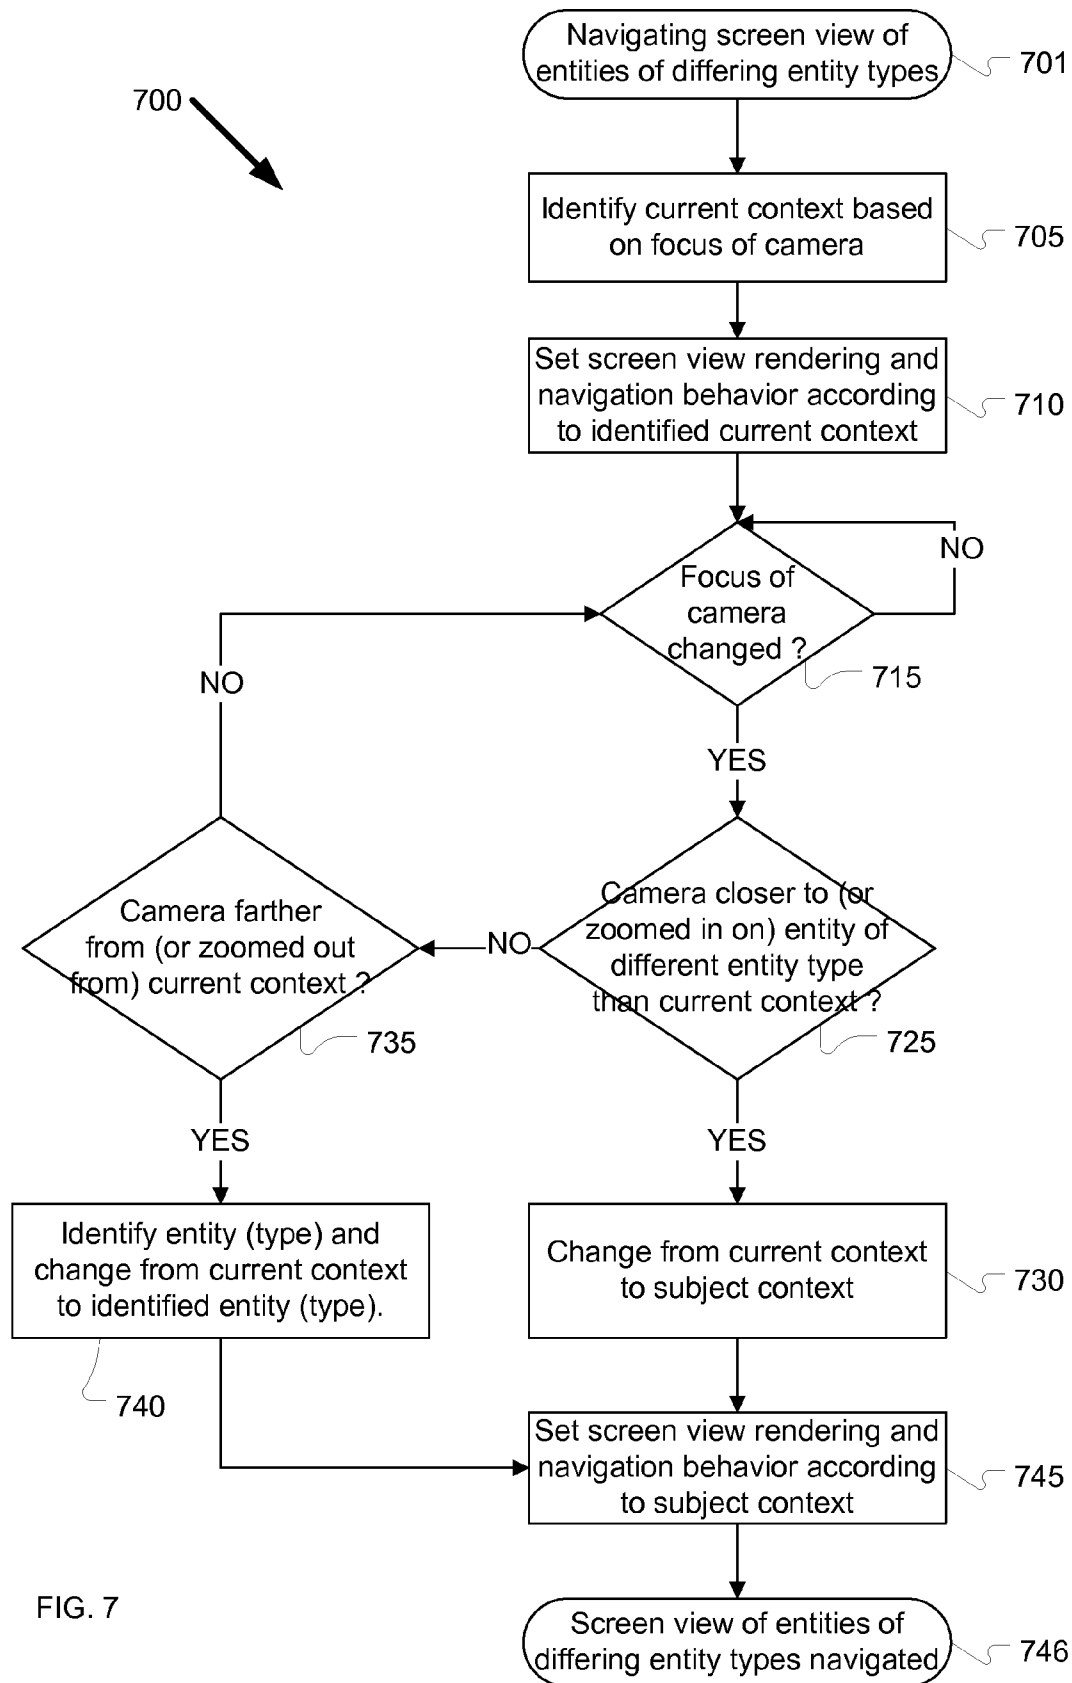 Navigating screen view of
entities of differing entity types
701
700
Identify current context based
on focus of camera
705
Set screen view rendering and
navigation behavior according
to identified current context
710
NO
Focus of
camera
changed ?
715
NO
YES
Camera closer to (or
zoomed in on) entity of
different entity type
than current context ?
725
NO
Camera farther
from (or zoomed out
from) current context ?
735
YES
YES
Identify entity (type) and
change from current context
to identified entity (type).
740
Change from current context
to subject context
730
Set screen view rendering and
navigation behavior according
to subject context
745
FIG. 7
Screen view of entities of
differing entity types navigated
746